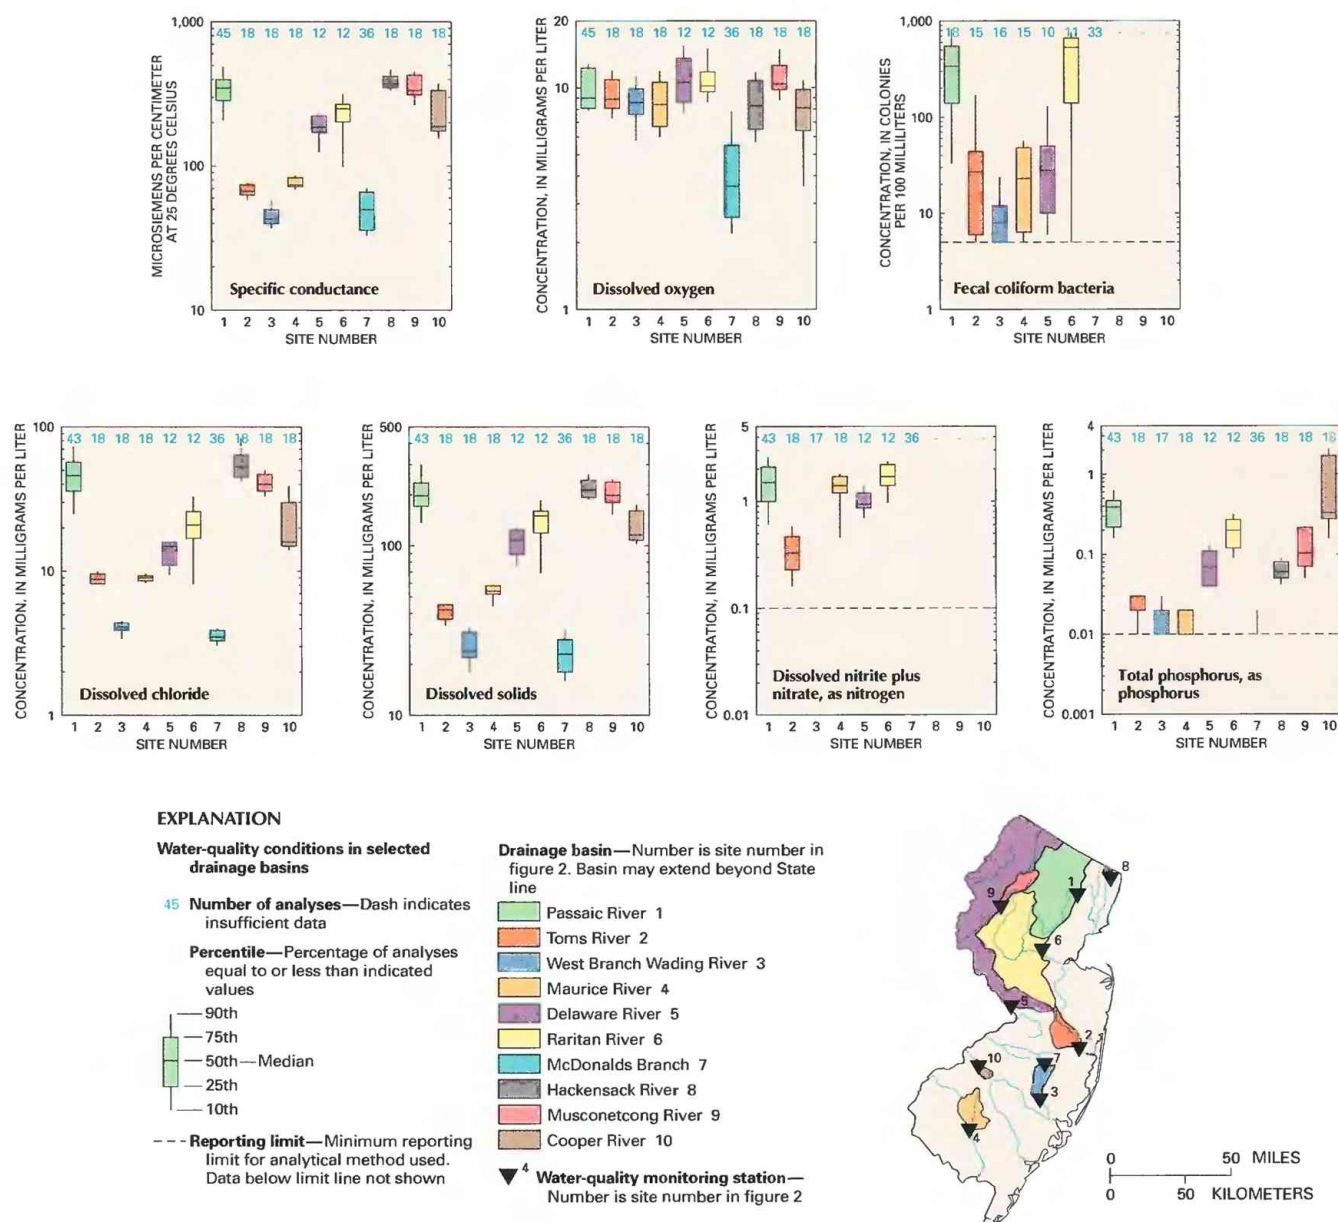 MICROSIEMENS PER CENTIMETER
AT 25 DEGREES CELSIUS
1,000
100
10
45 18 18 18 12 12 36 18 18 18
Specific conductance
1 2 3 4 5 6 7 8 9 10
SITE NUMBER
CONCENTRATION, IN MILLIGRAMS PER LITER
20
10
1
45 18 18 18 12 12 36 18 18 18
Dissolved oxygen
1 2 3 4 5 6 7 8 9 10
SITE NUMBER
CONCENTRATION, IN COLONIES
PER 100 MILLILITERS
1,000
100
10
1
18 15 16 15 10 11 33 - - -
Fecal coliform bacteria
1 2 3 4 5 6 7 8 9 10
SITE NUMBER
CONCENTRATION, IN MILLIGRAMS PER LITER
100
10
1
43 18 18 18 12 12 36 18 18 18
Dissolved chloride
1 2 3 4 5 6 7 8 9 10
SITE NUMBER
CONCENTRATION, IN MILLIGRAMS PER LITER
500
100
10
43 18 18 18 12 12 36 18 18 18
Dissolved solids
1 2 3 4 5 6 7 8 9 10
SITE NUMBER
CONCENTRATION, IN MILLIGRAMS PER LITER
5
1
0.1
0.01
43 18 17 18 12 12 36 - - -
Dissolved nitrite plus
nitrate, as nitrogen
1 2 3 4 5 6 7 8 9 10
SITE NUMBER
CONCENTRATION, IN MILLIGRAMS PER LITER
4
1
0.1
0.01
0.001
43 18 17 18 12 12 36 18 18 18
Total phosphorus, as
phosphorus
1 2 3 4 5 6 7 8 9 10
SITE NUMBER
EXPLANATION
Water-quality conditions in selected
drainage basins
45 Number of analyses—Dash indicates
insufficient data
Percentile—Percentage of analyses
equal to or less than indicated
values
90th
75th
50th—Median
25th
10th
--- Reporting limit—Minimum reporting
limit for analytical method used.
Data below limit line not shown
Drainage basin—Number is site number in
figure 2. Basin may extend beyond State
line
Passaic River 1
Toms River 2
West Branch Wading River 3
Maurice River 4
Delaware River 5
Raritan River 6
McDonalds Branch 7
Hackensack River 8
Musconetcong River 9
Cooper River 10
4 Water-quality monitoring station—
Number is site number in figure 2
8
1
9
6
5
2
10
7
3
4
0 50 MILES
0 50 KILOMETERS